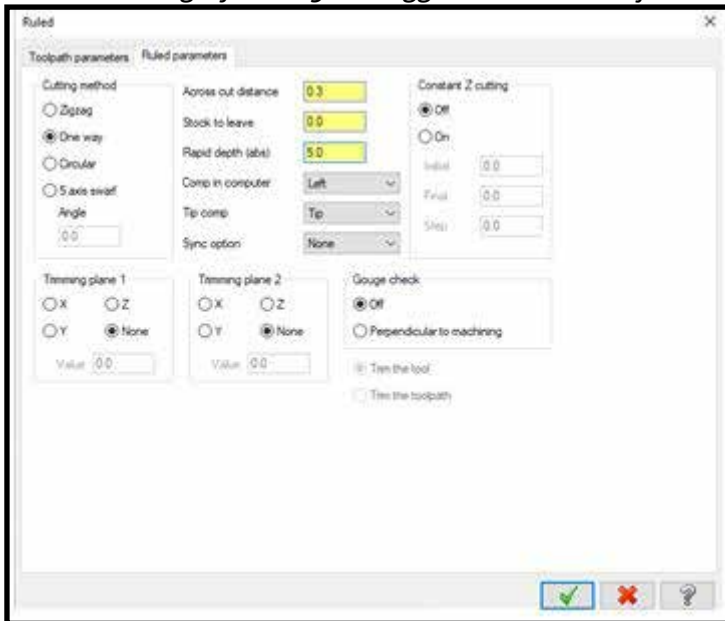 Ruled
Toolpath parameters Ruled parameters
Cutting method
Zigzag
One way
Circular
5 axis swarf
Angle
0.0
Across cut distance 0.3
Stock to leave 0.0
Rapid depth (abs) 5.0
Comp in computer Left
Tip comp Tip
Sync option None
Constant Z cutting
Off
On
Initial 0.0
Final 0.0
Step 0.0
Trimming plane 1
X Z
Y None
Value 0.0
Trimming plane 2
X Z
Y None
Value 0.0
Gouge check
Off
Perpendicular to machining
Trim the tool
Trim the toolpath